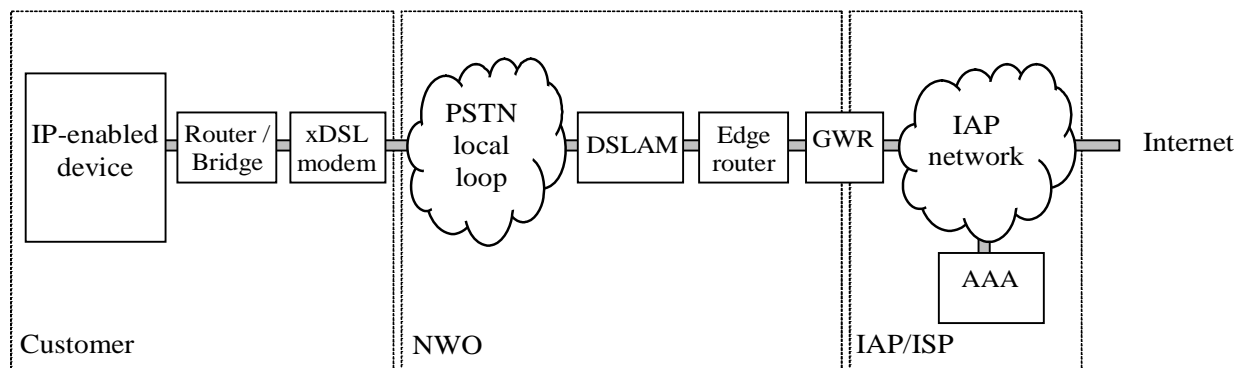 IP-enabled
device
Router /
Bridge
xDSL
modem
PSTN
local
loop
DSLAM
Edge
router
GWR
IAP
network
Internet
AAA
Customer
NWO
IAP/ISP